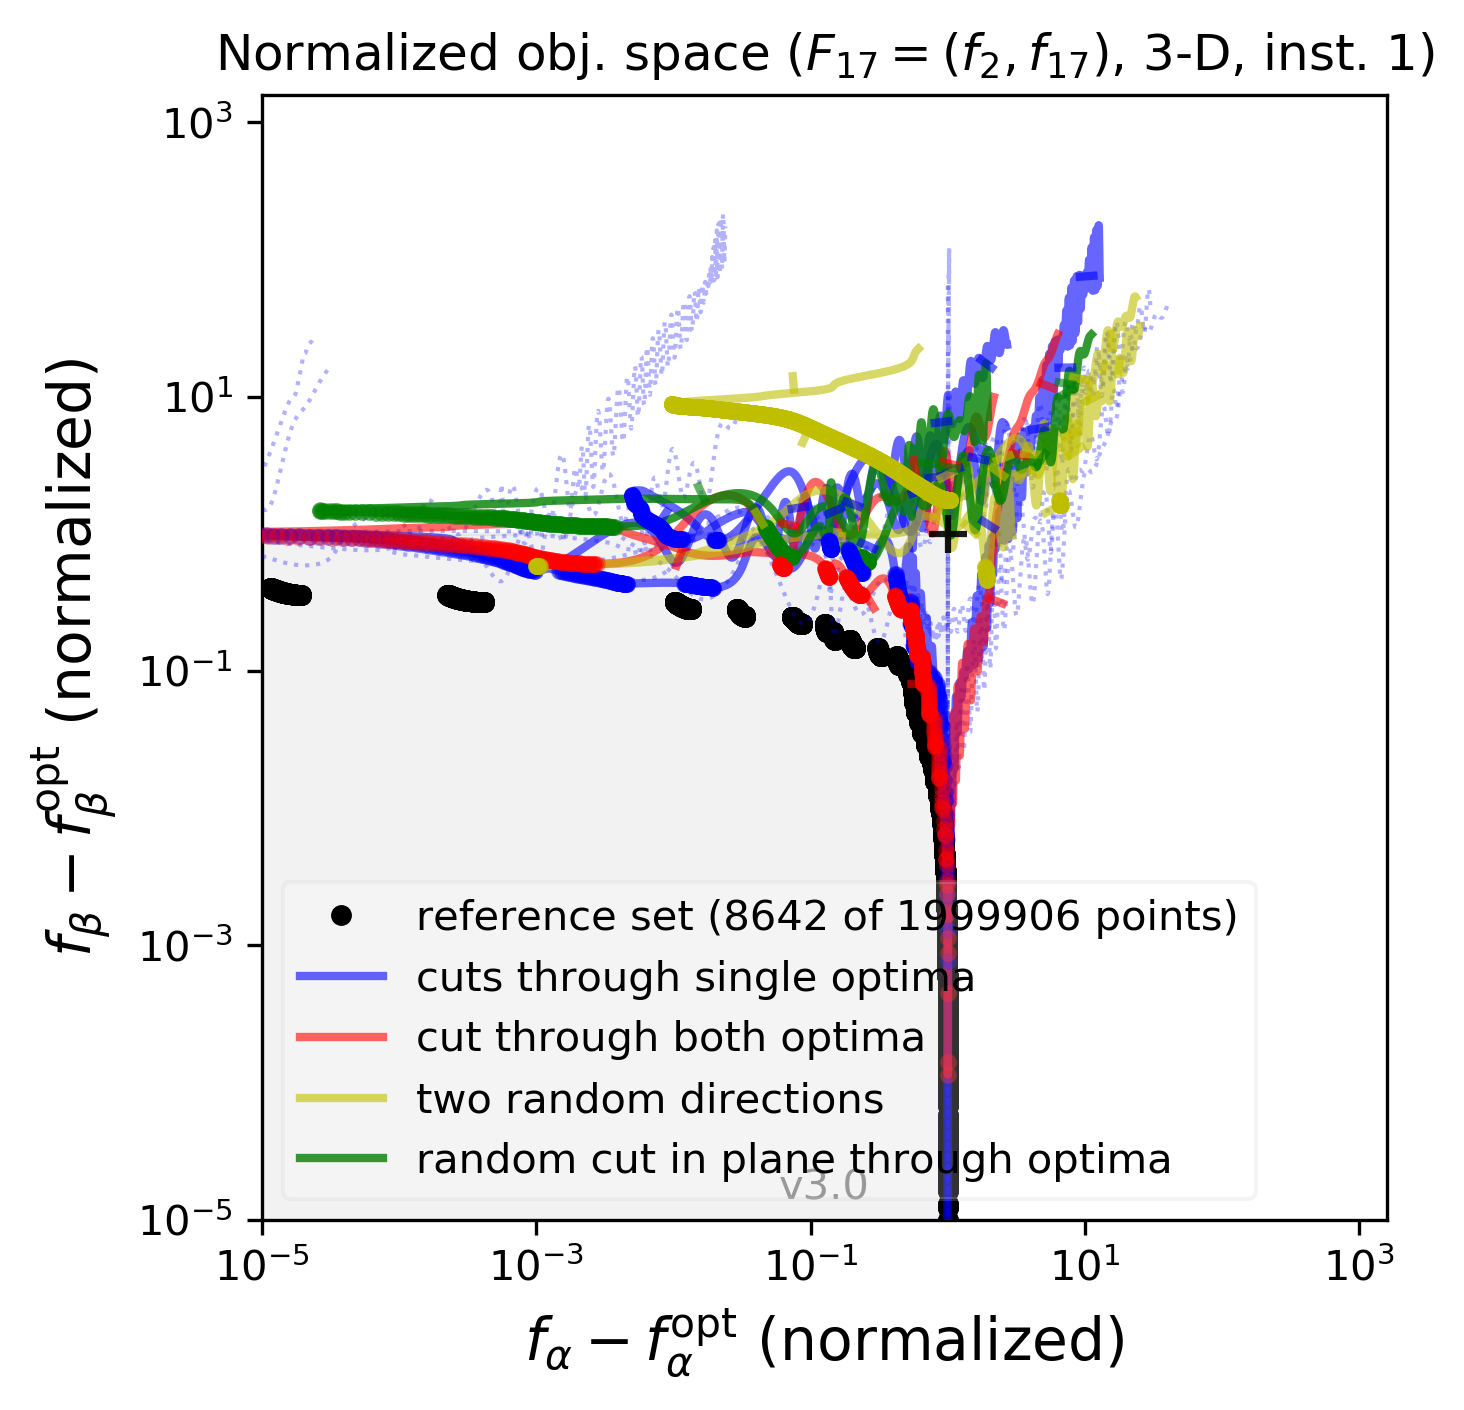 Normalized obj. space (F₁₇ = (f₂, f₁₇), 3-D, inst. 1)
10³
10¹
10⁻¹
10⁻³
10⁻⁵
f_β − f_β^opt (normalized)
reference set (8642 of 1999906 points)
cuts through single optima
cut through both optima
two random directions
random cut in plane through optima
v3.0
10⁻⁵ 10⁻³ 10⁻¹ 10¹ 10³
f_α − f_α^opt (normalized)